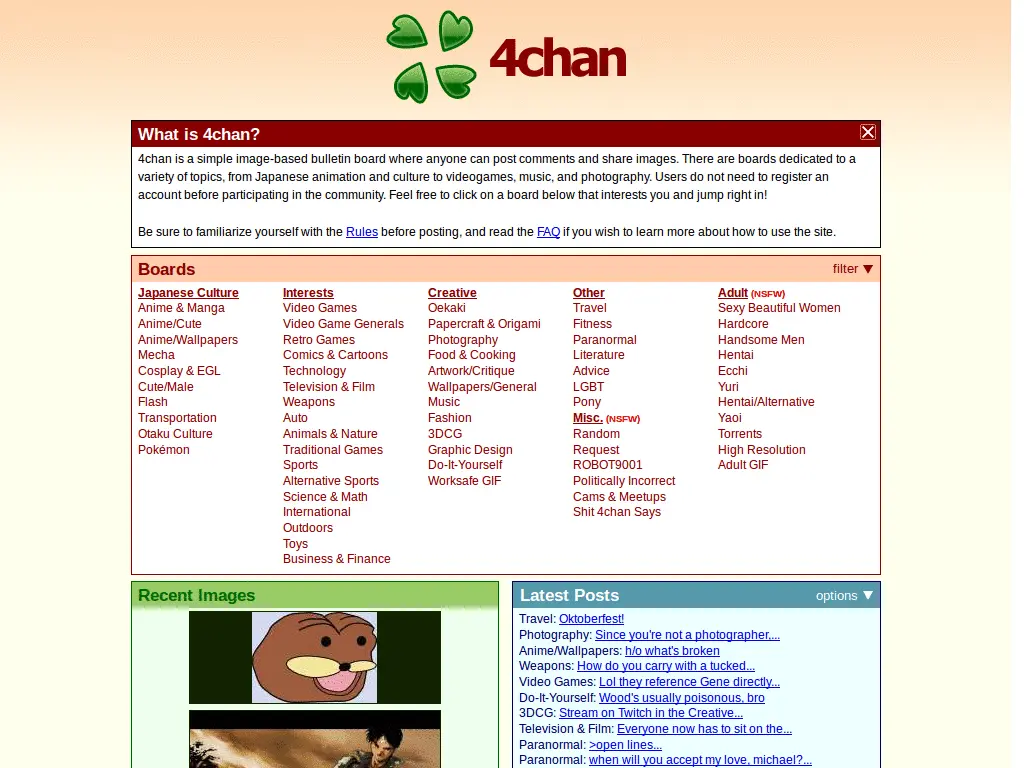 4chan
What is 4chan?
4chan is a simple image-based bulletin board where anyone can post comments and share images. There are boards dedicated to a
variety of topics, from Japanese animation and culture to videogames, music, and photography. Users do not need to register an
account before participating in the community. Feel free to click on a board below that interests you and jump right in!
Be sure to familiarize yourself with the Rules before posting, and read the FAQ if you wish to learn more about how to use the site.
Boards
filter ▼
Japanese Culture
Anime & Manga
Anime/Cute
Anime/Wallpapers
Mecha
Cosplay & EGL
Cute/Male
Flash
Transportation
Otaku Culture
Pokémon
Interests
Video Games
Video Game Generals
Retro Games
Comics & Cartoons
Technology
Television & Film
Weapons
Auto
Animals & Nature
Traditional Games
Sports
Alternative Sports
Science & Math
International
Outdoors
Toys
Business & Finance
Creative
Oekaki
Papercraft & Origami
Photography
Food & Cooking
Artwork/Critique
Wallpapers/General
Music
Fashion
3DCG
Graphic Design
Do-It-Yourself
Worksafe GIF
Other
Travel
Fitness
Paranormal
Literature
Advice
LGBT
Pony
Misc. (NSFW)
Random
Request
ROBOT9001
Politically Incorrect
Cams & Meetups
Shit 4chan Says
Adult (NSFW)
Sexy Beautiful Women
Hardcore
Handsome Men
Hentai
Ecchi
Yuri
Hentai/Alternative
Yaoi
Torrents
High Resolution
Adult GIF
Recent Images
Latest Posts
options ▼
Travel: Oktoberfest!
Photography: Since you're not a photographer,...
Anime/Wallpapers: h/o what's broken
Weapons: How do you carry with a tucked...
Video Games: Lol they reference Gene directly...
Do-It-Yourself: Wood's usually poisonous, bro
3DCG: Stream on Twitch in the Creative...
Television & Film: Everyone now has to sit on the...
Paranormal: >open lines...
Paranormal: when will you accept my love, michael?...